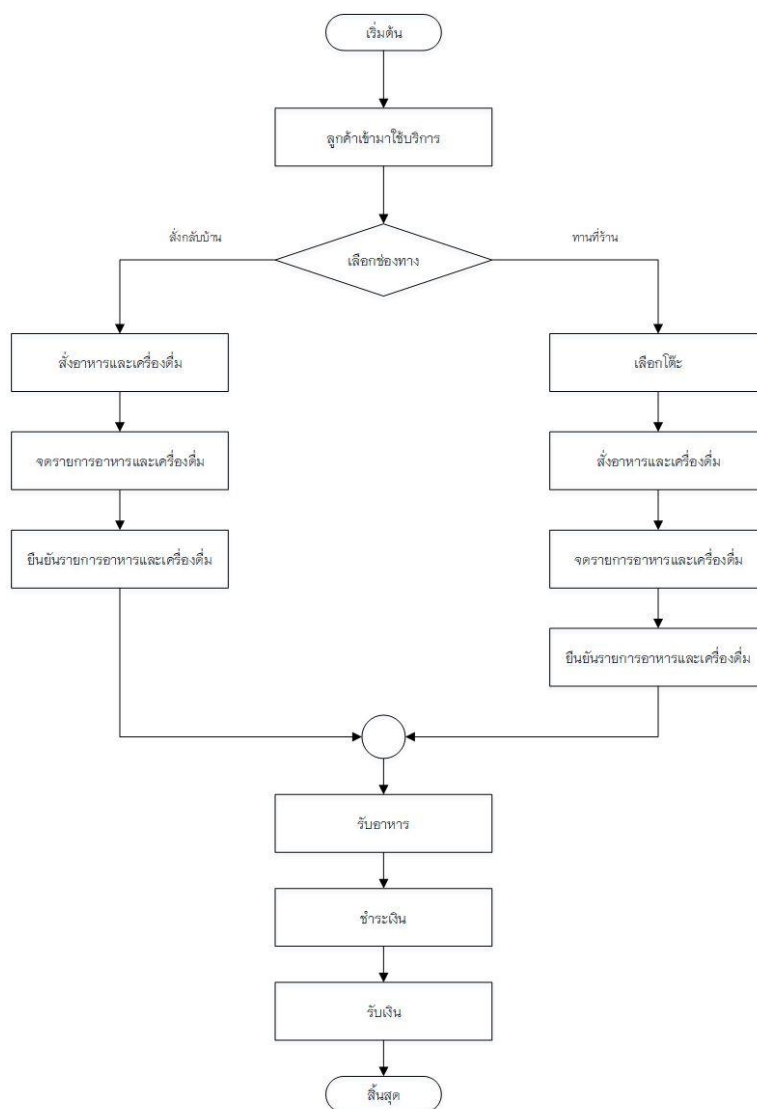 เริ่มต้น
ลูกค้าเข้ามาใช้บริการ
เลือกช่องทาง
สั่งกลับบ้าน
ทานที่ร้าน
สั่งอาหารและเครื่องดื่ม
จดรายการอาหารและเครื่องดื่ม
ยืนยันรายการอาหารและเครื่องดื่ม
เลือกโต๊ะ
สั่งอาหารและเครื่องดื่ม
จดรายการอาหารและเครื่องดื่ม
ยืนยันรายการอาหารและเครื่องดื่ม
รับอาหาร
ชำระเงิน
รับเงิน
สิ้นสุด